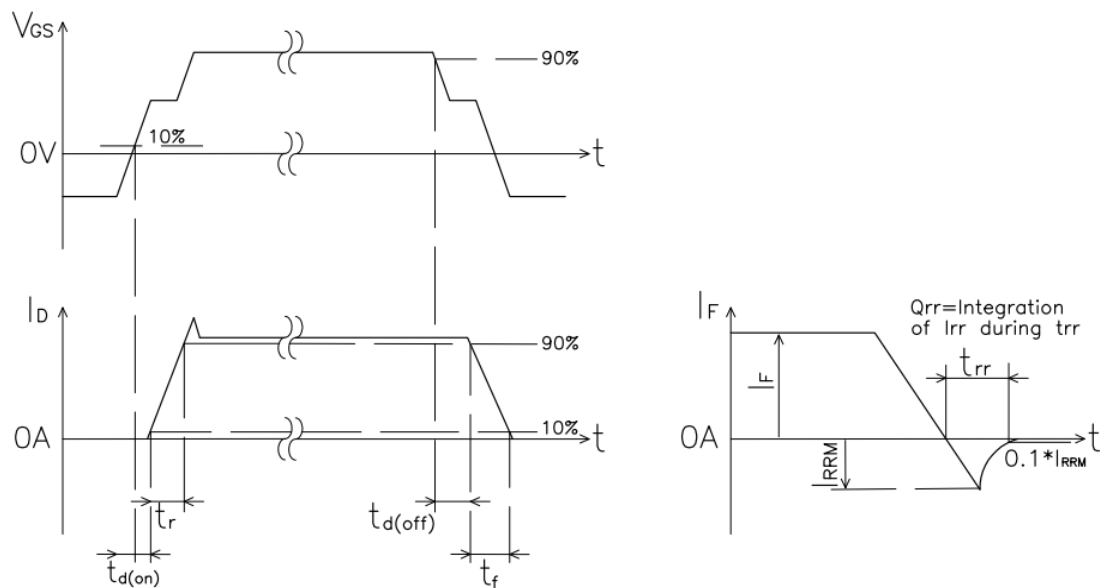 VGS
90%
10%
0V
t
ID
90%
10%
0A
t
tr
td(off)
td(on)
tf
IF
Qrr=Integration
of Irr during trr
trr
IF
0A
t
IRRM
0.1*IRRM